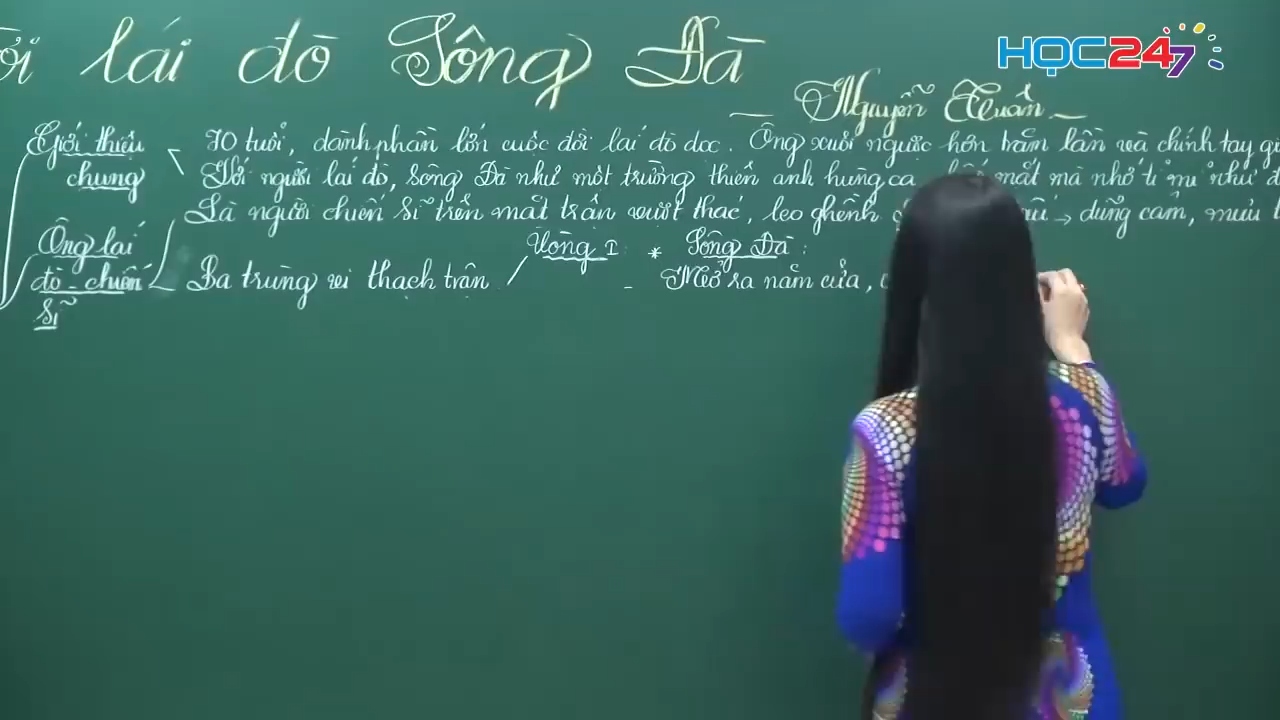 lái đò Sông Đà
HỌC247
Nguyễn Tuân
Giới thiệu chung
70 tuổi, dành phần lớn cuộc đời lái đò dọc. Ông xuôi ngược hơn trăm lần và chính tay
Với người lái đò, Sông Đà như một trường thiên anh hùng ca, mắt mà nhớ tỉ mỉ như
Là người chiến sĩ trên mặt trận vượt thác, leo ghềnh → dũng cảm, mưu
Ông lái đò - chiến sĩ
Ba trùng vi thạch trận
Vòng 1: * Sông Đà:
- Mở ra năm cửa,